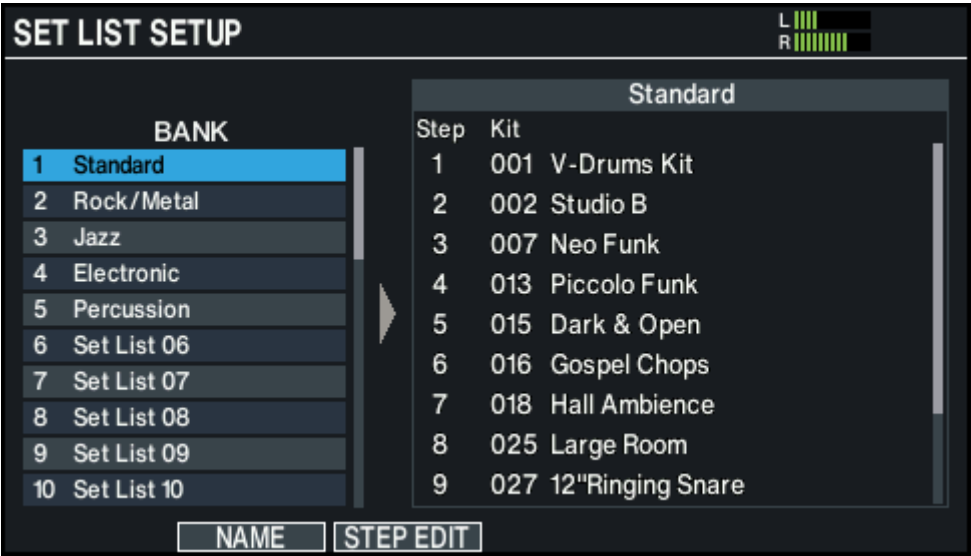 SET LIST SETUP
L
R
BANK
1 Standard
2 Rock/Metal
3 Jazz
4 Electronic
5 Percussion
6 Set List 06
7 Set List 07
8 Set List 08
9 Set List 09
10 Set List 10
Standard
Step Kit
1 001 V-Drums Kit
2 002 Studio B
3 007 Neo Funk
4 013 Piccolo Funk
5 015 Dark & Open
6 016 Gospel Chops
7 018 Hall Ambience
8 025 Large Room
9 027 12"Ringing Snare
NAME STEP EDIT